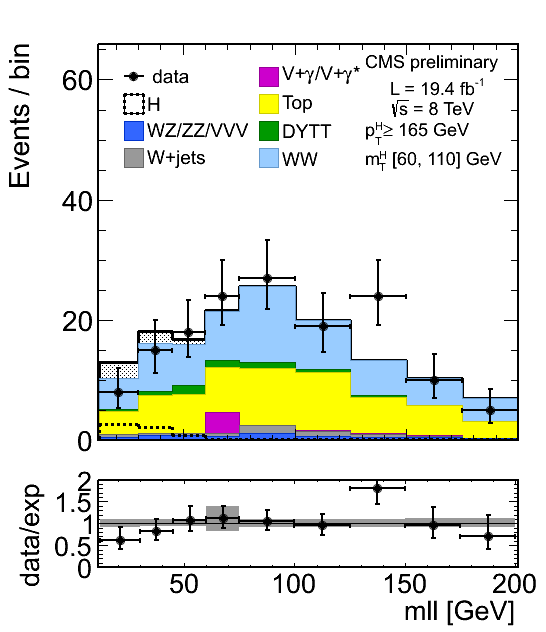 Events / bin
60
40
20
0
data
H
WZ/ZZ/VVV
W+jets
V+γ/V+γ*
Top
DYTT
WW
CMS preliminary
L = 19.4 fb⁻¹
√s = 8 TeV
p_T^H ≥ 165 GeV
m_T^H [60, 110] GeV
data/exp
2
1.5
1
0.5
0
50 100 150 200
mll [GeV]